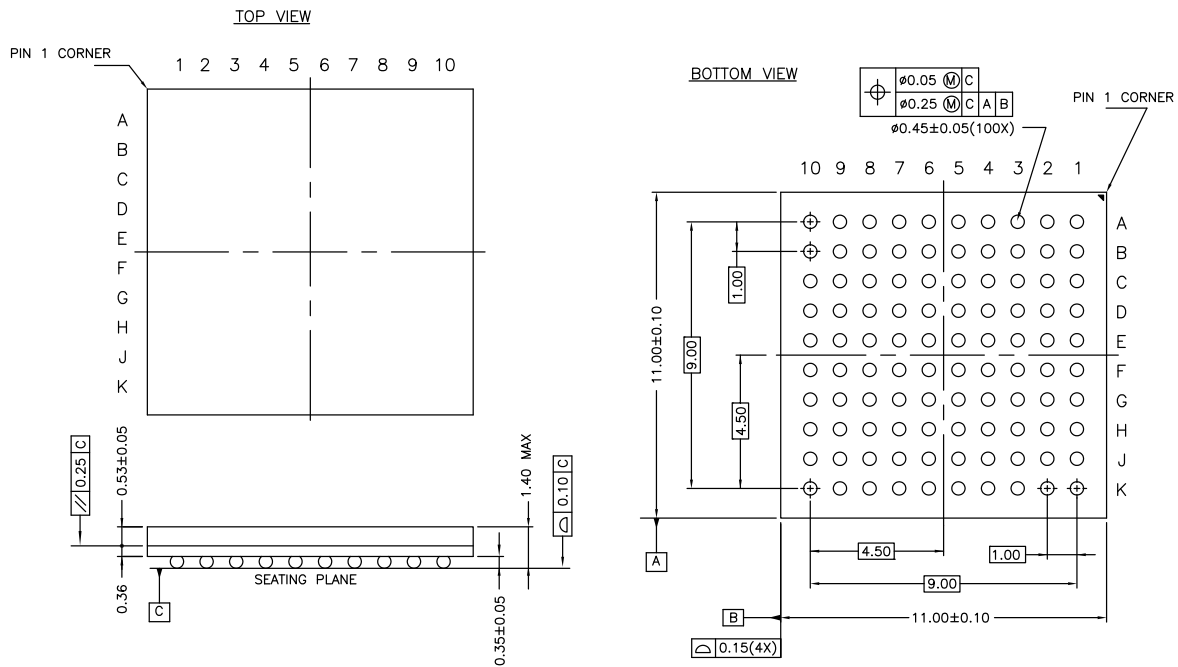 TOP VIEW
PIN 1 CORNER
1 2 3 4 5 6 7 8 9 10
A
B
C
D
E
F
G
H
J
K
0.25 C
0.53±0.05
0.36
C
SEATING PLANE
1.40 MAX
0.10 C
0.35±0.05
BOTTOM VIEW
ø0.05 Ⓜ C
ø0.25 Ⓜ C A B
ø0.45±0.05(100X)
PIN 1 CORNER
10 9 8 7 6 5 4 3 2 1
A
B
C
D
E
F
G
H
J
K
1.00
9.00
11.00±0.10
4.50
A
4.50
1.00
9.00
B
11.00±0.10
0.15(4X)